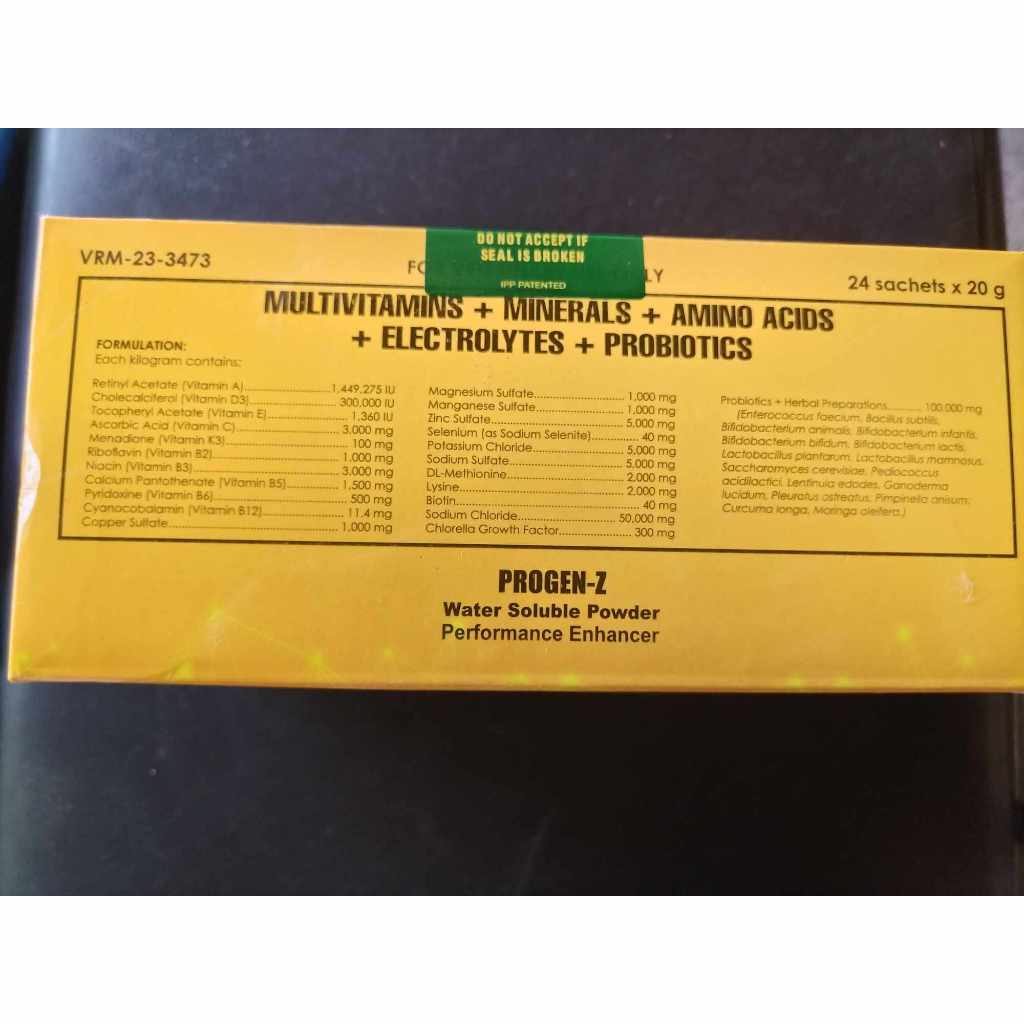 DO NOT ACCEPT IF
SEAL IS BROKEN
IPP PATENTED
VRM-23-3473
24 sachets x 20 g
MULTIVITAMINS + MINERALS + AMINO ACIDS
+ ELECTROLYTES + PROBIOTICS
FORMULATION:
Each kilogram contains:
Retinyl Acetate (Vitamin A)..........1,449,275 IU
Cholecalciferol (Vitamin D3)..........300,000 IU
Tocopheryl Acetate (Vitamin E)..........1,360 IU
Ascorbic Acid (Vitamin C)..........3,000 mg
Menadione (Vitamin K3)..........100 mg
Riboflavin (Vitamin B2)..........1,000 mg
Niacin (Vitamin B3)..........3,000 mg
Calcium Pantothenate (Vitamin B5)..........1,500 mg
Pyridoxine (Vitamin B6)..........500 mg
Cyanocobalamin (Vitamin B12)..........11.4 mg
Copper Sulfate..........1,000 mg
Magnesium Sulfate..........1,000 mg
Manganese Sulfate..........1,000 mg
Zinc Sulfate..........5,000 mg
Selenium (as Sodium Selenite)..........40 mg
Potassium Chloride..........5,000 mg
Sodium Sulfate..........5,000 mg
DL-Methionine..........2,000 mg
Lysine..........2,000 mg
Biotin..........40 mg
Sodium Chloride..........50,000 mg
Chlorella Growth Factor..........300 mg
Probiotics + Herbal Preparations..........100,000 mg
(Enterococcus faecium, Bacillus subtilis,
Bifidobacterium animalis, Bifidobacterium infantis,
Bifidobacterium bifidum, Bifidobacterium lactis,
Lactobacillus plantarum, Lactobacillus rhamnosus,
Saccharomyces cerevisiae, Pediococcus
acidilactici, Lentinula edodes, Ganoderma
lucidum, Pleuratus ostreatus, Pimpinella anisum,
Curcuma longa, Moringa oleifera.)
PROGEN-Z
Water Soluble Powder
Performance Enhancer